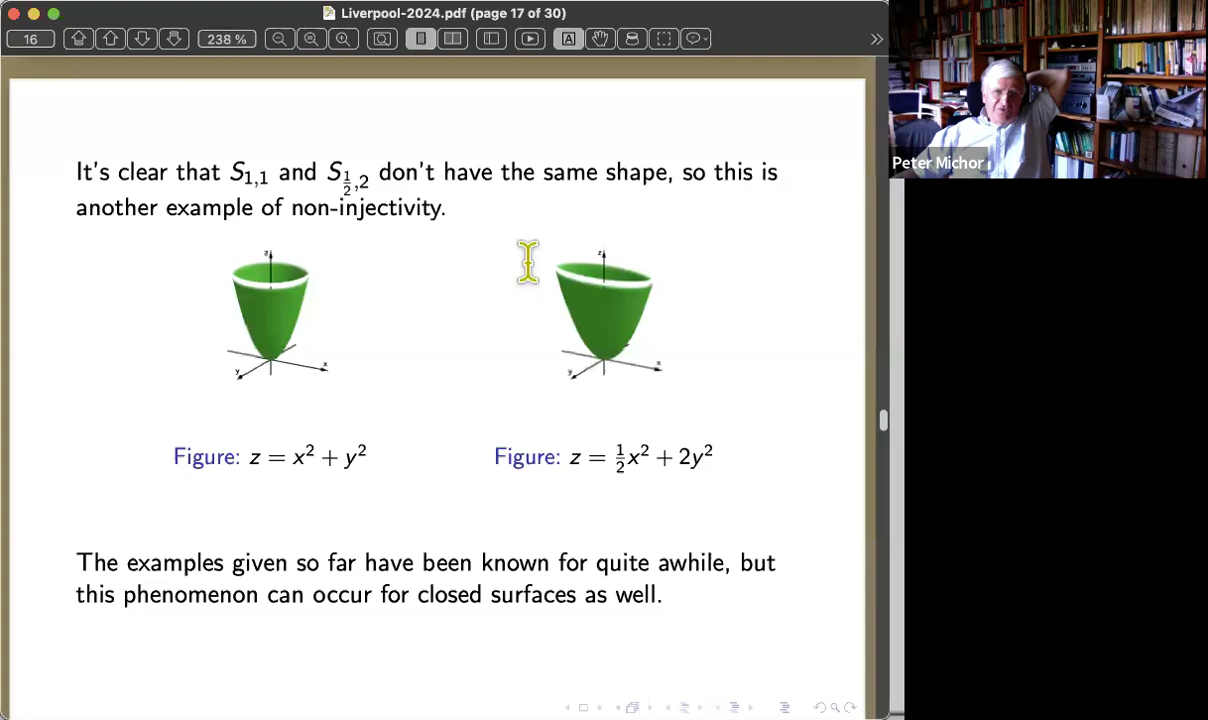 Liverpool-2024.pdf (page 17 of 30)
16
238 %
A
Peter Michor
It's clear that S₁,₁ and S_{½,2} don't have the same shape, so this is
another example of non-injectivity.
z
x
y
z
x
y
Figure: z = x² + y²
Figure: z = ½x² + 2y²
The examples given so far have been known for quite awhile, but
this phenomenon can occur for closed surfaces as well.